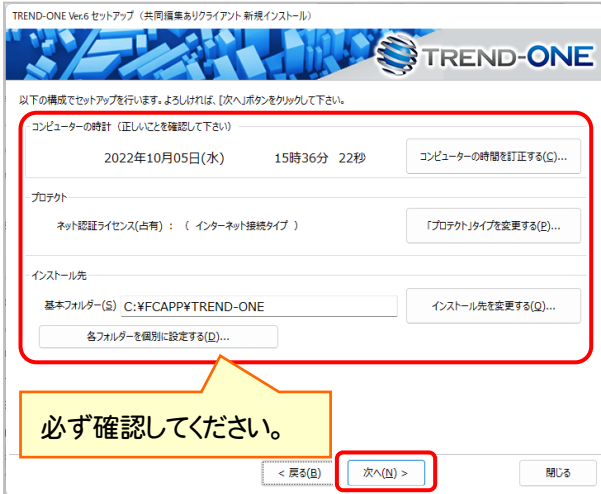 TREND-ONE Ver.6 セットアップ（共同編集ありクライアント 新規インストール）
TREND-ONE
以下の構成でセットアップを行います。よろしければ、[次へ]ボタンをクリックして下さい。
コンピューターの時計（正しいことを確認して下さい）
2022年10月05日(水) 15時36分 22秒 コンピューターの時間を訂正する(C)...
プロテクト
ネット認証ライセンス(占有) ： （ インターネット接続タイプ ） 「プロテクト」タイプを変更する(P)...
インストール先
基本フォルダー(S) C:¥FCAPP¥TREND-ONE インストール先を変更する(O)...
各フォルダーを個別に設定する(D)...
必ず確認してください。
< 戻る(B) 次へ(N) > 閉じる